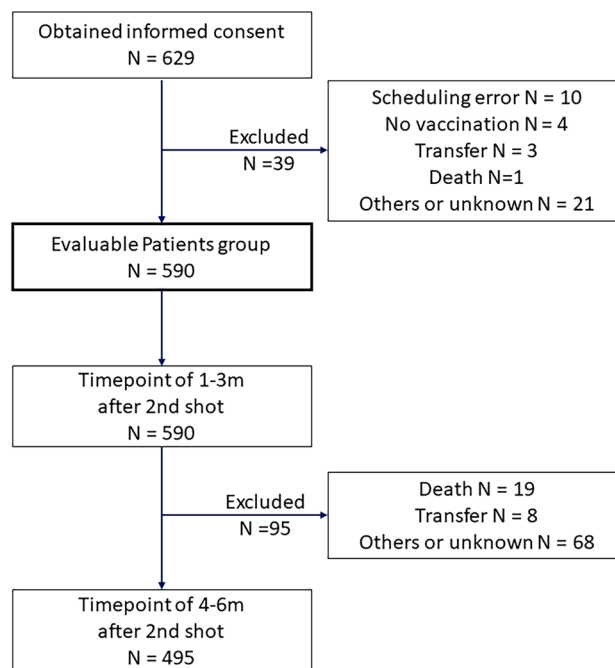 Obtained informed consent
N = 629
Excluded
N =39
Scheduling error N = 10
No vaccination N = 4
Transfer N = 3
Death N=1
Others or unknown N = 21
Evaluable Patients group
N = 590
Timepoint of 1-3m
after 2nd shot
N = 590
Excluded
N =95
Death N = 19
Transfer N = 8
Others or unknown N = 68
Timepoint of 4-6m
after 2nd shot
N = 495